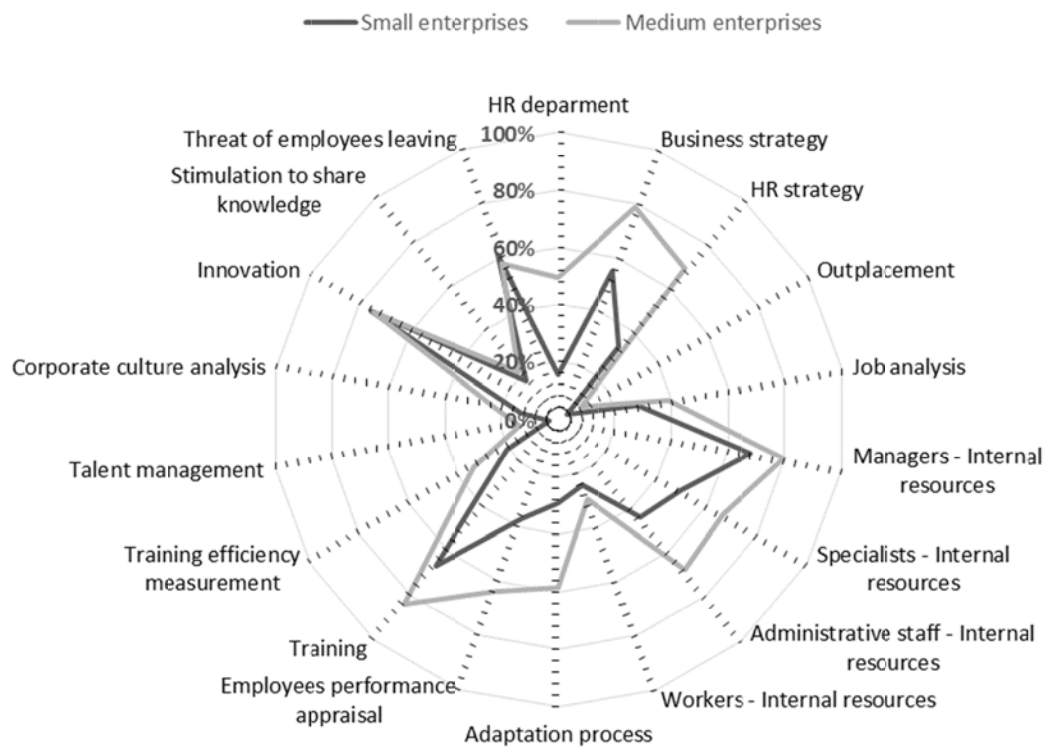 Small enterprises
Medium enterprises
HR deparment
Threat of employees leaving
100%
Business strategy
Stimulation to share
knowledge
80%
HR strategy
60%
Innovation
Outplacement
40%
20%
Corporate culture analysis
Job analysis
0%
Talent management
Managers - Internal
resources
Training efficiency
measurement
Specialists - Internal
resources
Training
Administrative staff - Internal
resources
Employees performance
appraisal
Workers - Internal resources
Adaptation process